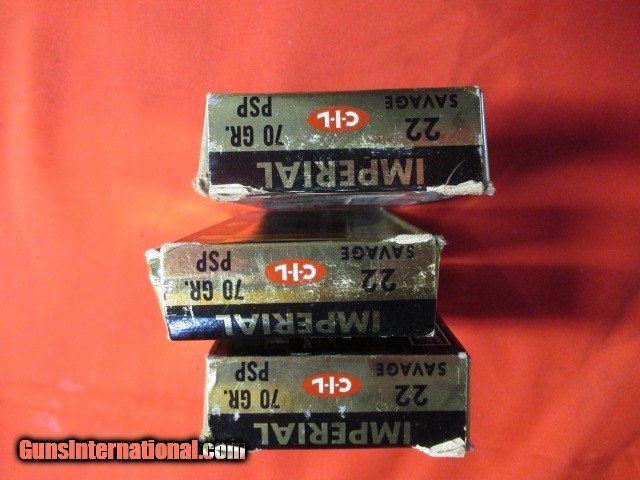 IMPERIAL
22 C-I-L 70 GR.
SAVAGE PSP
IMPERIAL
22 C-I-L 70 GR.
SAVAGE PSP
IMPERIAL
22 C-I-L 70 GR.
SAVAGE PSP
GunsInternational.com